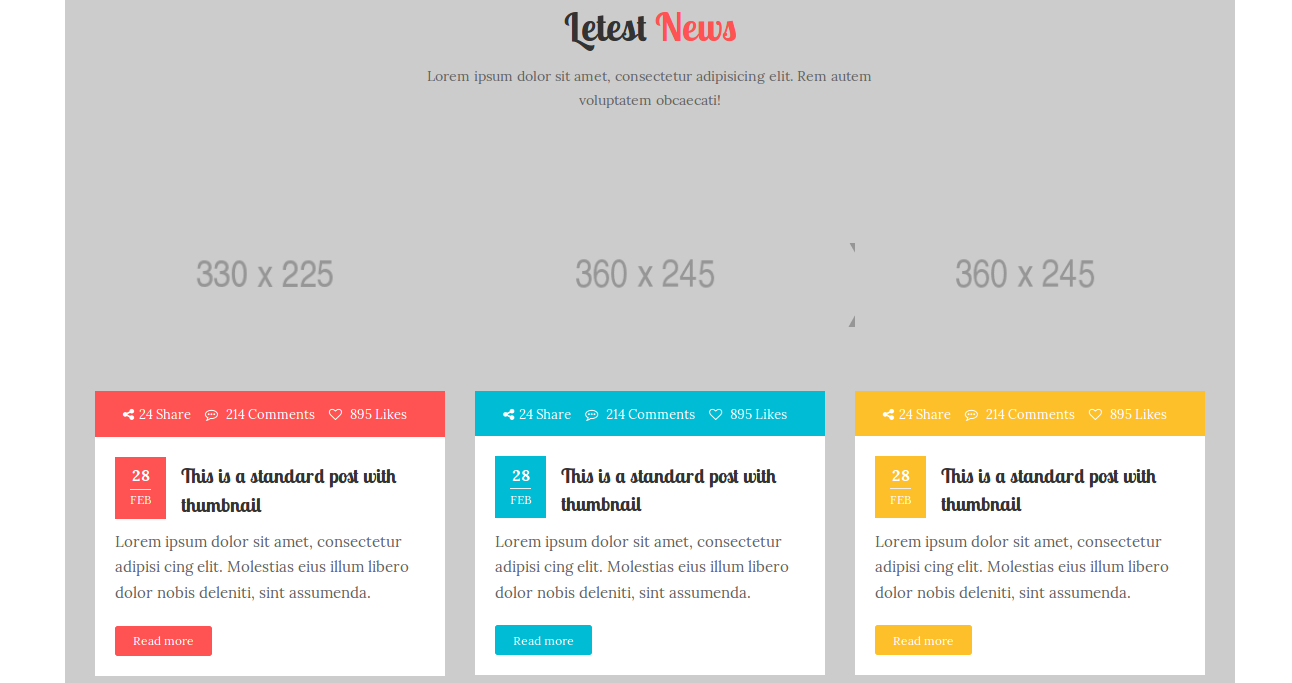 Letest News
Lorem ipsum dolor sit amet, consectetur adipisicing elit. Rem autem
voluptatem obcaecati!
330 x 225
360 x 245
360 x 245
24 Share 214 Comments 895 Likes
28
FEB
This is a standard post with
thumbnail
Lorem ipsum dolor sit amet, consectetur
adipisi cing elit. Molestias eius illum libero
dolor nobis deleniti, sint assumenda.
Read more
24 Share 214 Comments 895 Likes
28
FEB
This is a standard post with
thumbnail
Lorem ipsum dolor sit amet, consectetur
adipisi cing elit. Molestias eius illum libero
dolor nobis deleniti, sint assumenda.
Read more
24 Share 214 Comments 895 Likes
28
FEB
This is a standard post with
thumbnail
Lorem ipsum dolor sit amet, consectetur
adipisi cing elit. Molestias eius illum libero
dolor nobis deleniti, sint assumenda.
Read more